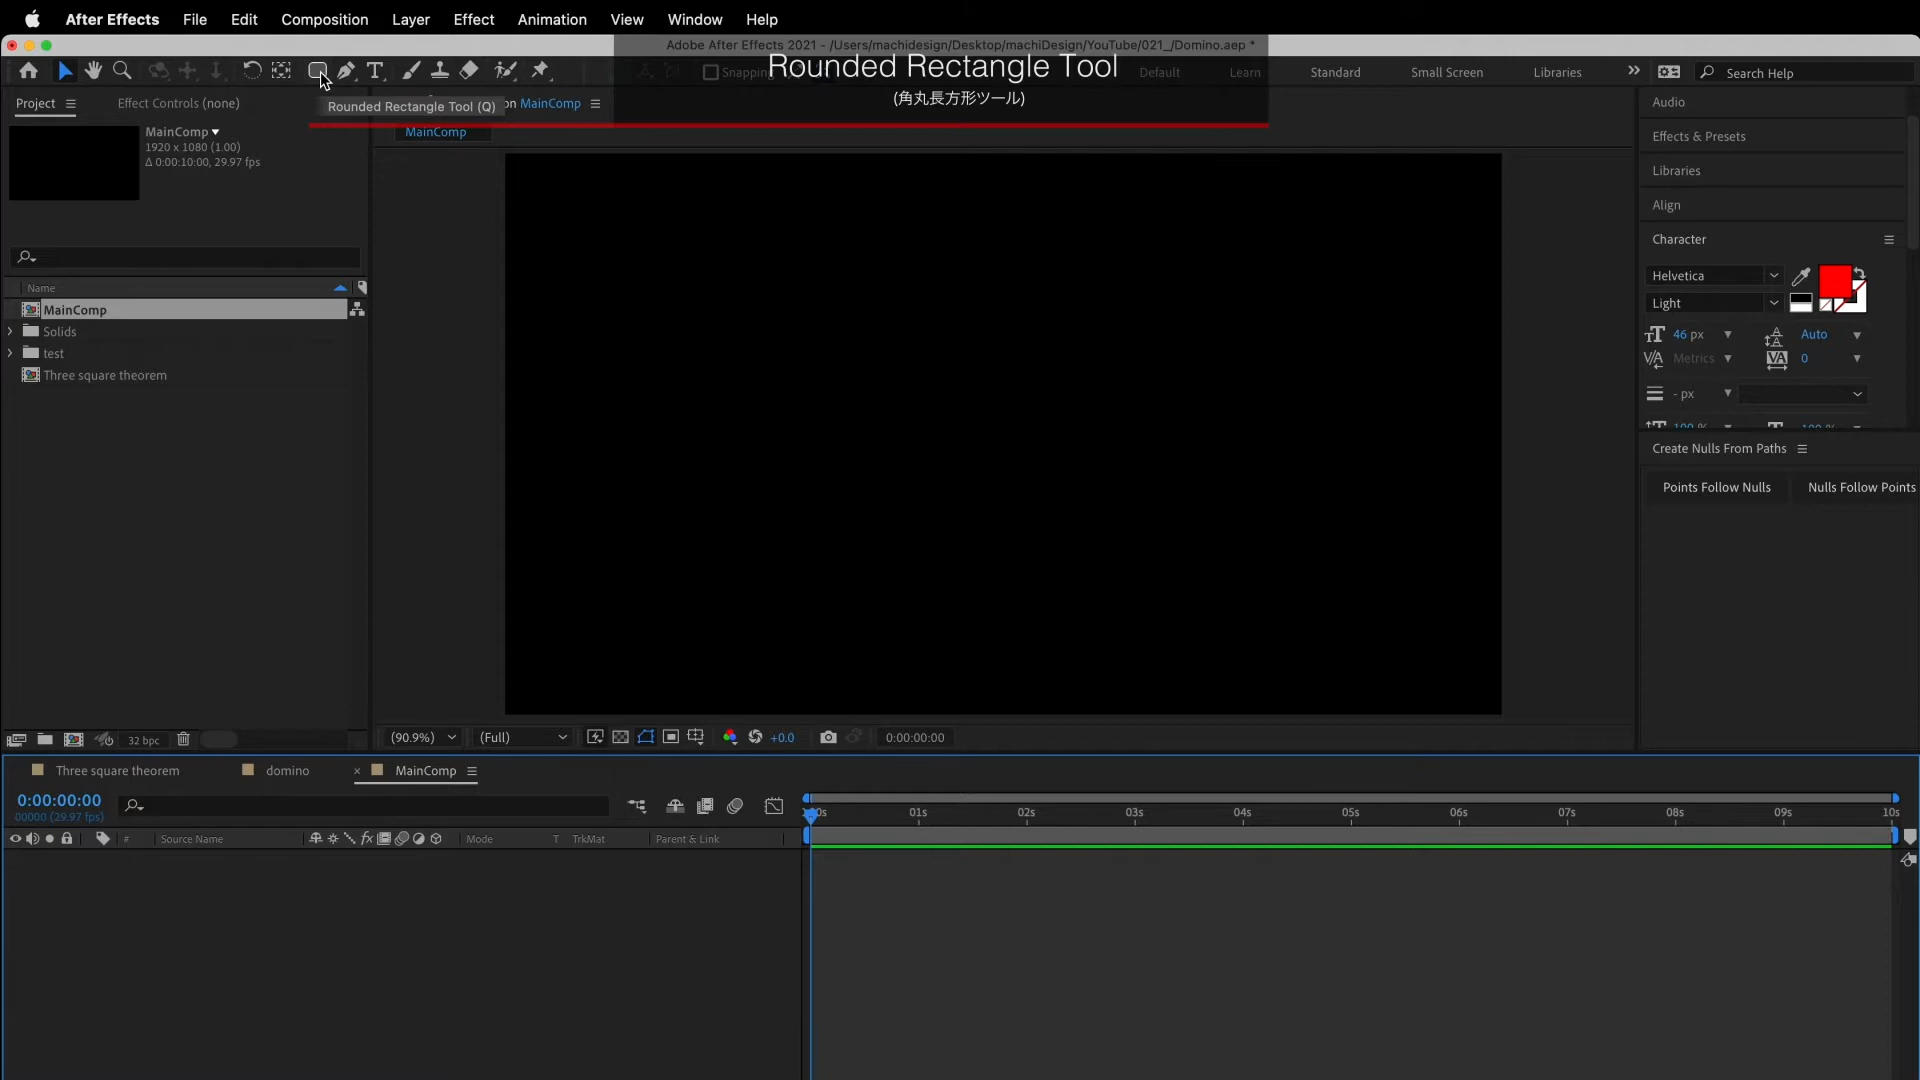 After Effects File Edit Composition Layer Effect Animation View Window Help
Adobe After Effects 2021 - /Users/machidesign/Desktop/machiDesign/YouTube/021_/Domino.aep *
Rounded Rectangle Tool
(角丸長方形ツール)
Snapping Default Learn Standard Small Screen Libraries Search Help
Rounded Rectangle Tool (Q)
Project Effect Controls (none) on MainComp
MainComp
MainComp
1920 x 1080 (1.00)
Δ 0:00:10:00, 29.97 fps
Name
MainComp
Solids
test
Three square theorem
32 bpc
(90.9%) (Full) +0.0 0:00:00:00
Audio
Effects & Presets
Libraries
Align
Character
Helvetica
Light
46 px Auto
Metrics 0
- px
100 % 100 %
Create Nulls From Paths
Points Follow Nulls Nulls Follow Points
Three square theorem domino × MainComp
0:00:00:00
00000 (29.97 fps)
01s 02s 03s 04s 05s 06s 07s 08s 09s 10s
# Source Name Mode T TrkMat Parent & Link